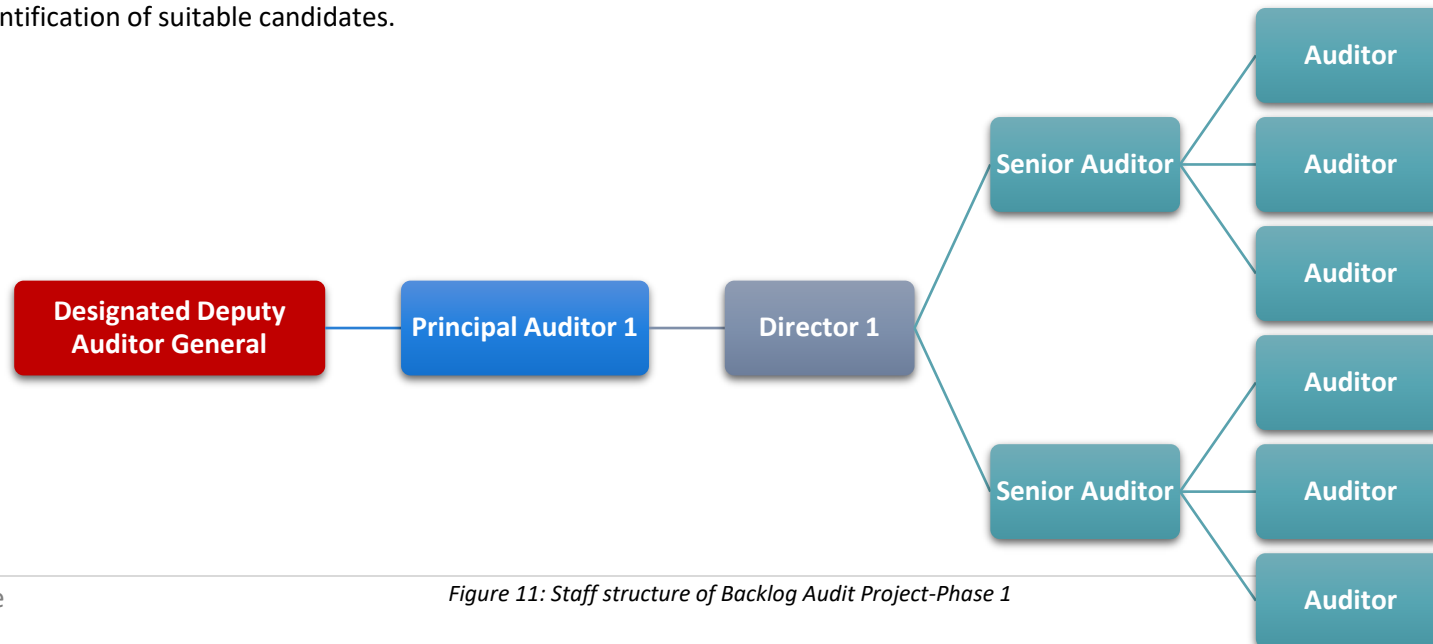 ntification of suitable candidates.
Auditor
Senior Auditor
Auditor
Auditor
Designated Deputy
Auditor General
Principal Auditor 1
Director 1
Auditor
Senior Auditor
Auditor
Auditor
e
Figure 11: Staff structure of Backlog Audit Project-Phase 1